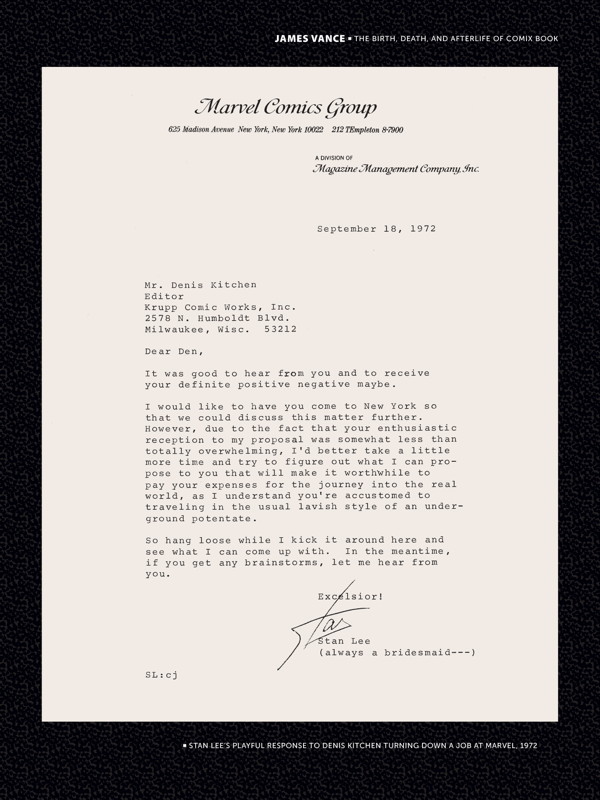 JAMES VANCE ▪ THE BIRTH, DEATH, AND AFTERLIFE OF COMIX BOOK
Marvel Comics Group
625 Madison Avenue New York, New York 10022 212 TEmpleton 8-7900
A DIVISION OF
Magazine Management Company, Inc.
September 18, 1972
Mr. Denis Kitchen
Editor
Krupp Comic Works, Inc.
2578 N. Humboldt Blvd.
Milwaukee, Wisc. 53212
Dear Den,
It was good to hear from you and to receive
your definite positive negative maybe.
I would like to have you come to New York so
that we could discuss this matter further.
However, due to the fact that your enthusiastic
reception to my proposal was somewhat less than
totally overwhelming, I'd better take a little
more time and try to figure out what I can pro-
pose to you that will make it worthwhile to
pay your expenses for the journey into the real
world, as I understand you're accustomed to
traveling in the usual lavish style of an under-
ground potentate.
So hang loose while I kick it around here and
see what I can come up with. In the meantime,
if you get any brainstorms, let me hear from
you.
Excelsior!
Stan
Stan Lee
(always a bridesmaid---)
SL:cj
▪ STAN LEE'S PLAYFUL RESPONSE TO DENIS KITCHEN TURNING DOWN A JOB AT MARVEL, 1972